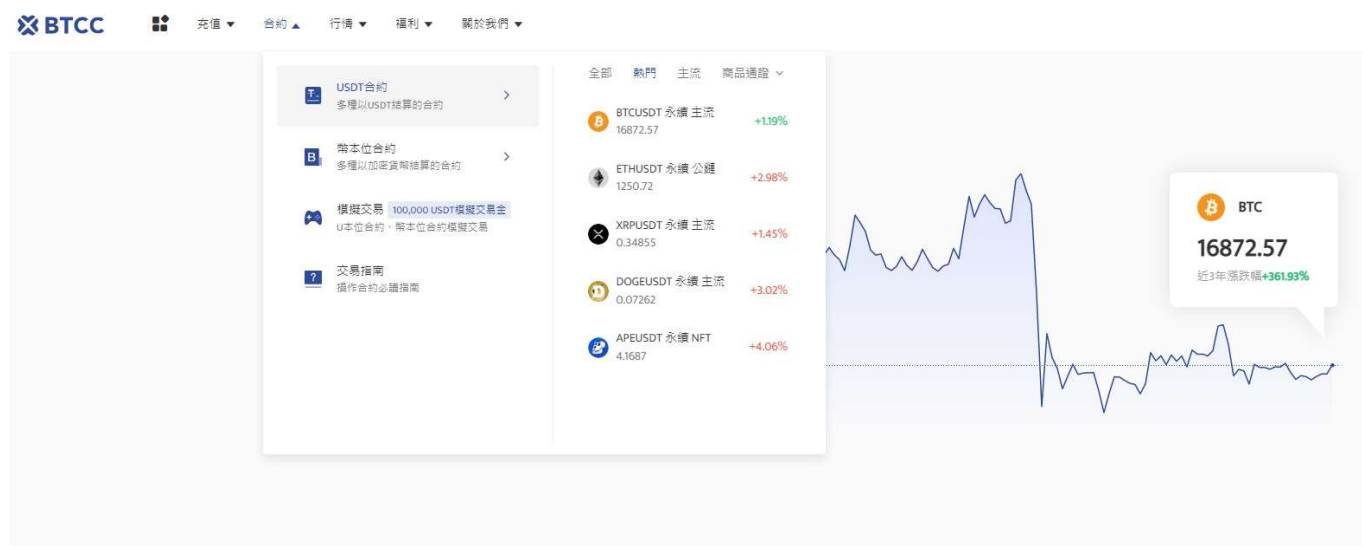 BTCC
充值 ▼
合約 ▲
行情 ▼
福利 ▼
關於我們 ▼
USDT合約
多種以USDT結算的合約
幣本位合約
多種以加密貨幣結算的合約
模擬交易 100,000 USDT模擬交易金
U本位合約、幣本位合約模擬交易
交易指南
操作合約必讀指南
全部 熱門 主流 商品通證
BTCUSDT 永續 主流
16872.57
+1.19%
ETHUSDT 永續 公鏈
1250.72
+2.98%
XRPUSDT 永續 主流
0.34855
+1.45%
DOGEUSDT 永續 主流
0.07262
+3.02%
APEUSDT 永續 NFT
4.1687
+4.06%
BTC
16872.57
近3年漲跌幅+361.93%